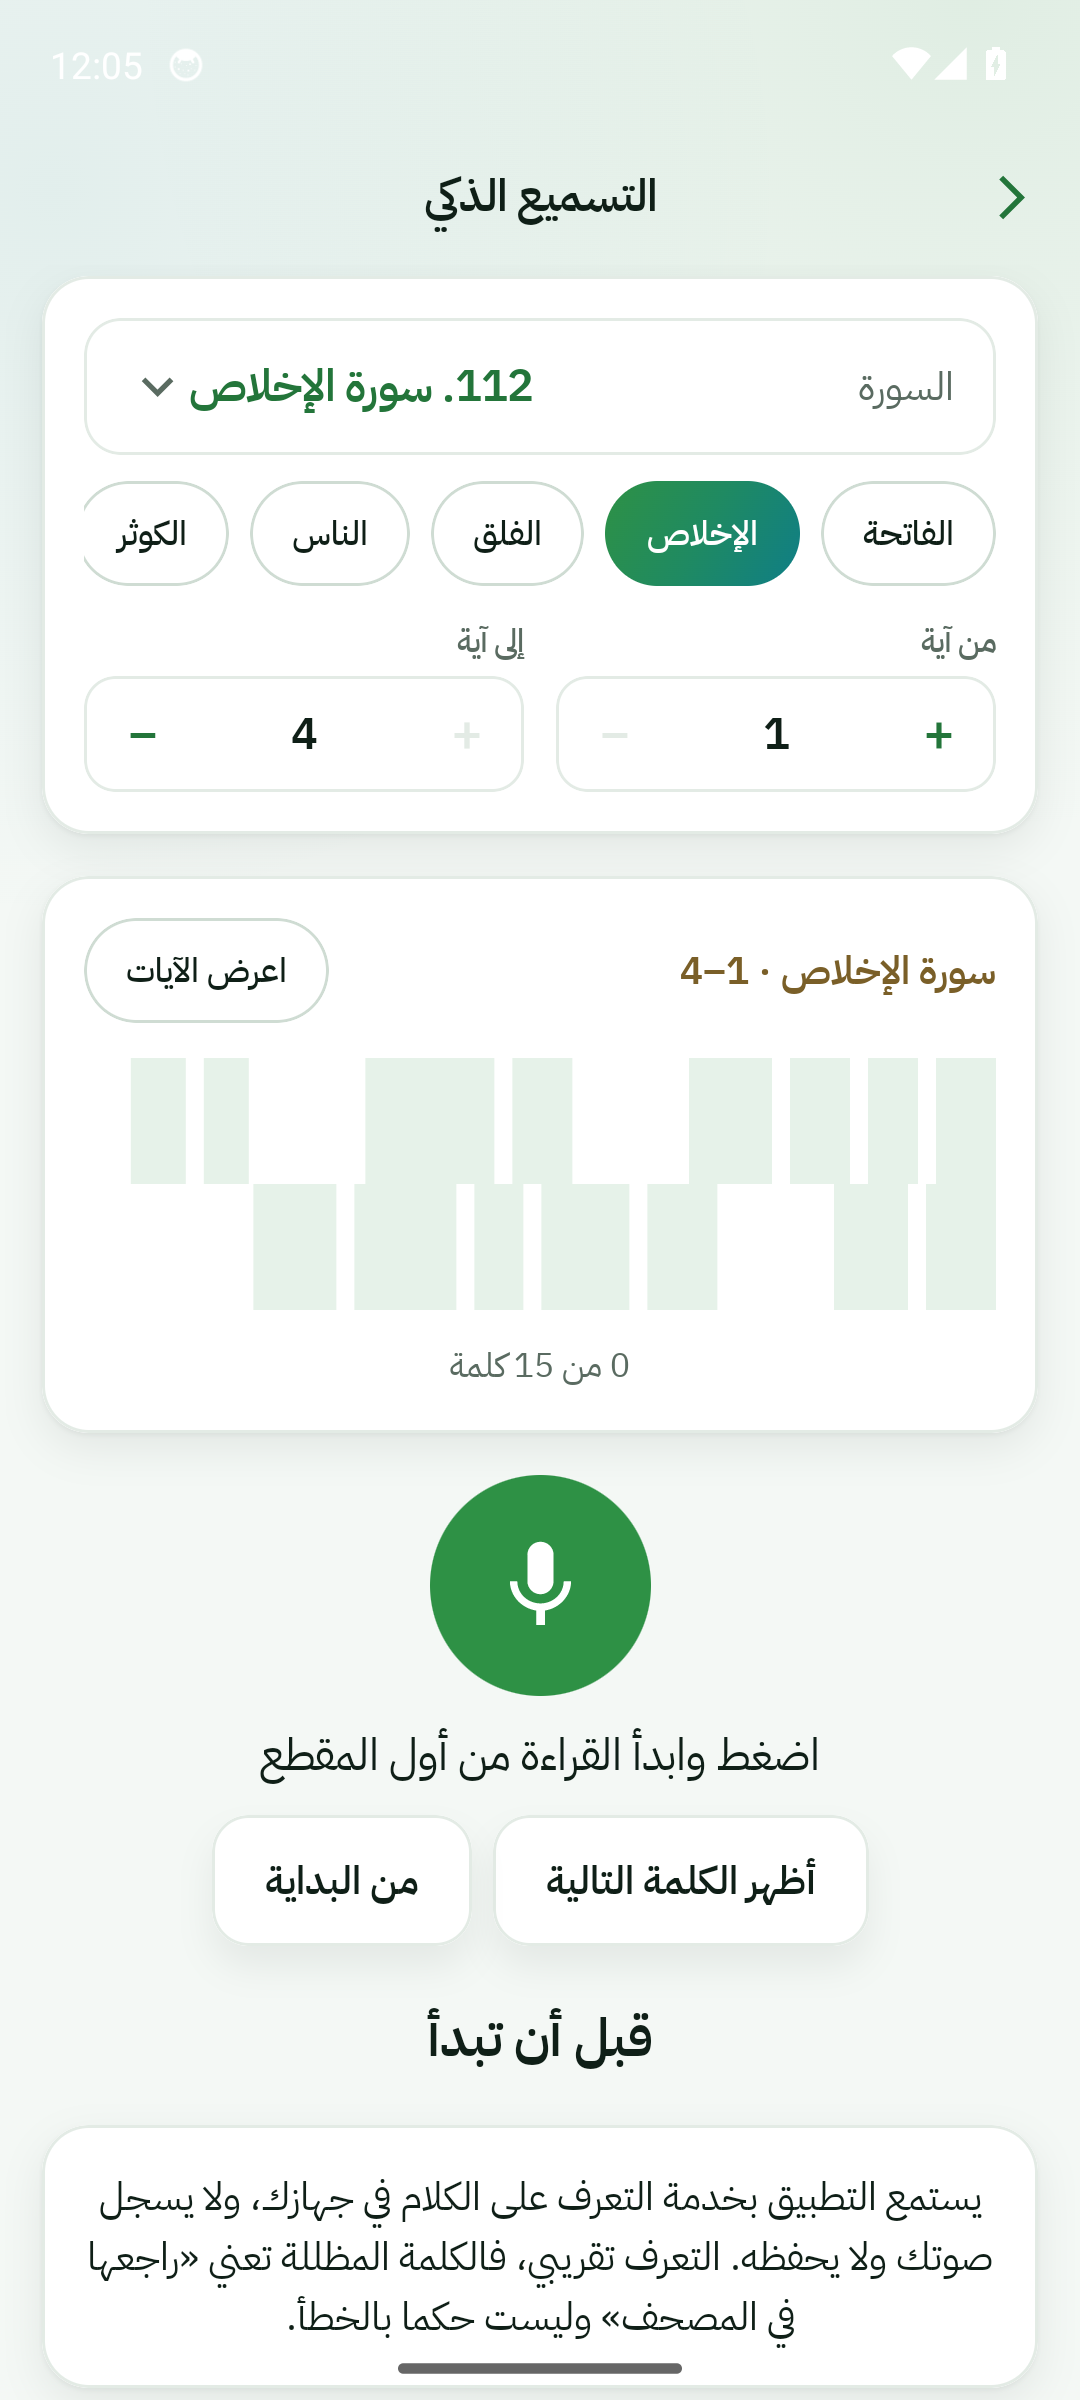 12:05
التسميع الذكي
السورة
112. سورة الإخلاص
الفاتحة
الإخلاص
الفلق
الناس
الكوثر
من آية
إلى آية
+ 1 −
+ 4 −
سورة الإخلاص · 1–4
اعرض الآيات
0 من 15 كلمة
اضغط وابدأ القراءة من أول المقطع
أظهر الكلمة التالية
من البداية
قبل أن تبدأ
يستمع التطبيق بخدمة التعرف على الكلام في جهازك، ولا يسجل
صوتك ولا يحفظه. التعرف تقريبي، فالكلمة المظللة تعني «راجعها
في المصحف» وليست حكما بالخطأ.